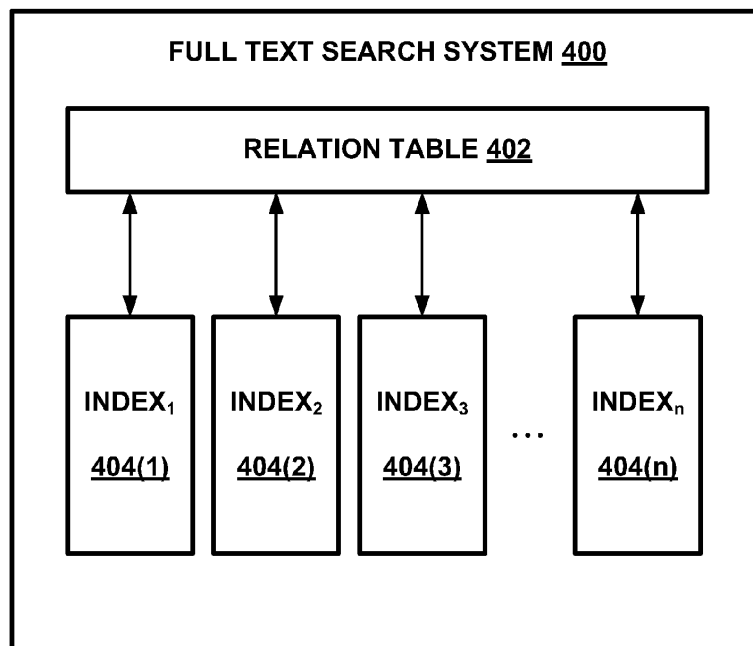 FULL TEXT SEARCH SYSTEM 400
RELATION TABLE 402
INDEX₁ INDEX₂ INDEX₃ ... INDEXₙ
404(1) 404(2) 404(3) 404(n)